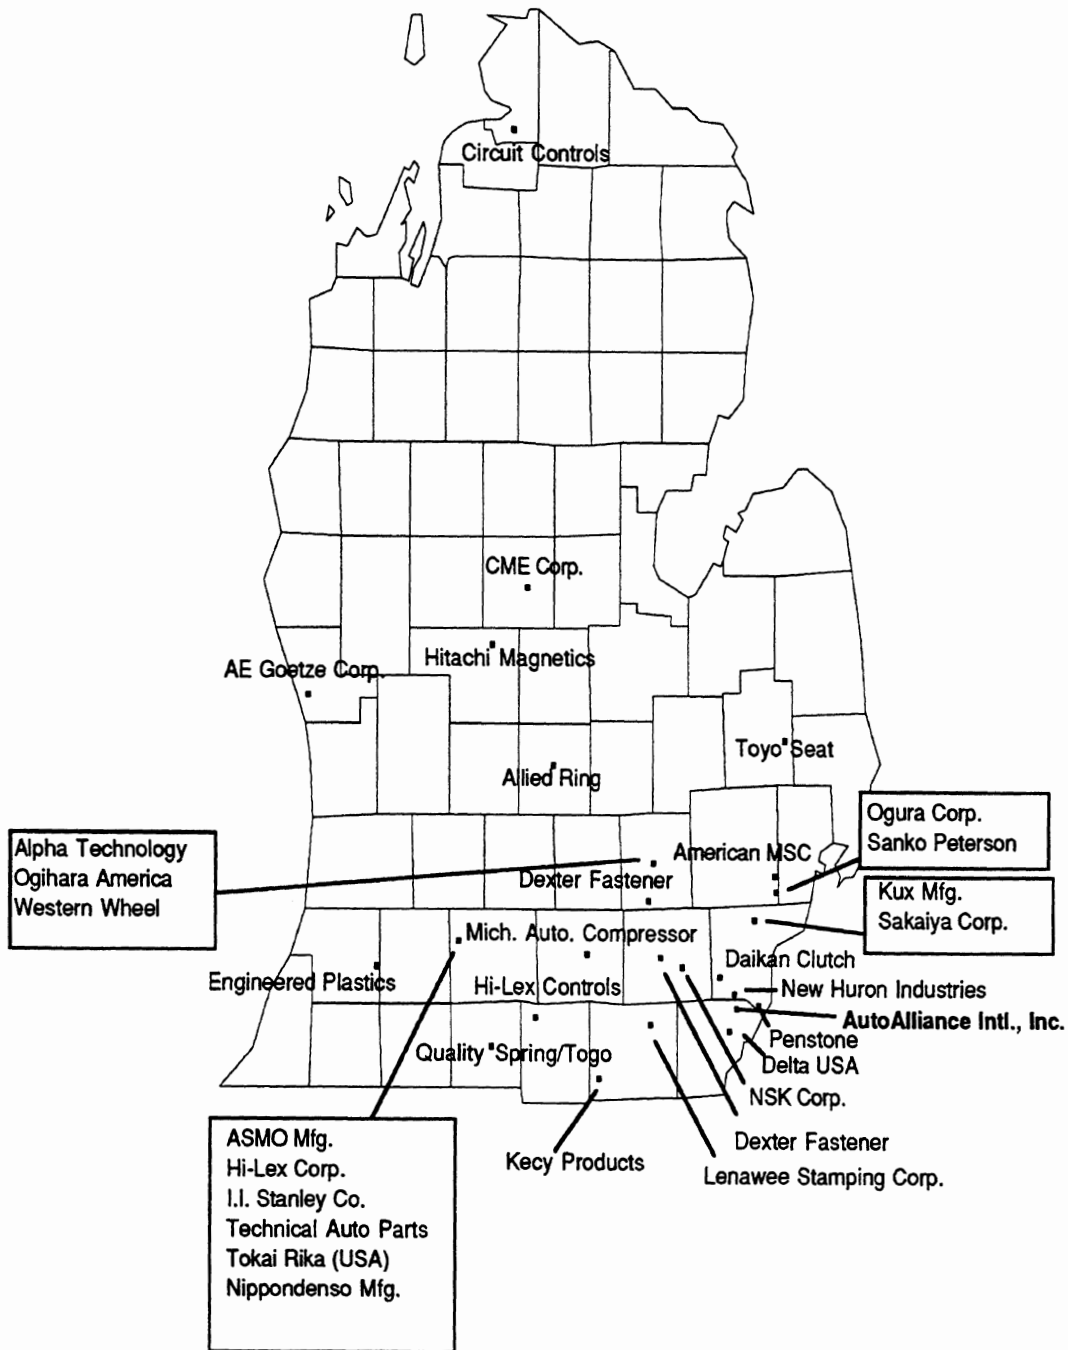 Circuit Controls
CME Corp.
Hitachi Magnetics
AE Goetze Corp.
Toyo Seat
Allied Ring
Ogura Corp.
Sanko Peterson
Alpha Technology
Ogihara America
Western Wheel
American MSC
Dexter Fastener
Kux Mfg.
Sakaiya Corp.
Mich. Auto. Compressor
Daikan Clutch
Engineered Plastics
Hi-Lex Controls
New Huron Industries
AutoAlliance Intl., Inc.
Penstone
Quality Spring/Togo
Delta USA
NSK Corp.
Dexter Fastener
Kecy Products
Lenawee Stamping Corp.
ASMO Mfg.
Hi-Lex Corp.
I.I. Stanley Co.
Technical Auto Parts
Tokai Rika (USA)
Nippondenso Mfg.